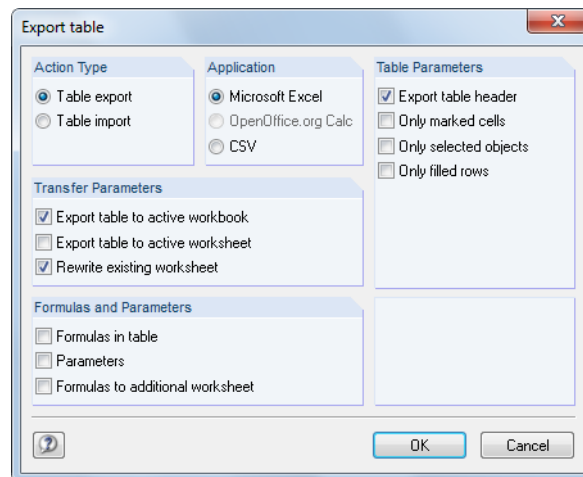 Export table
Action Type
Table export
Table import
Application
Microsoft Excel
OpenOffice.org Calc
CSV
Table Parameters
Export table header
Only marked cells
Only selected objects
Only filled rows
Transfer Parameters
Export table to active workbook
Export table to active worksheet
Rewrite existing worksheet
Formulas and Parameters
Formulas in table
Parameters
Formulas to additional worksheet
OK
Cancel